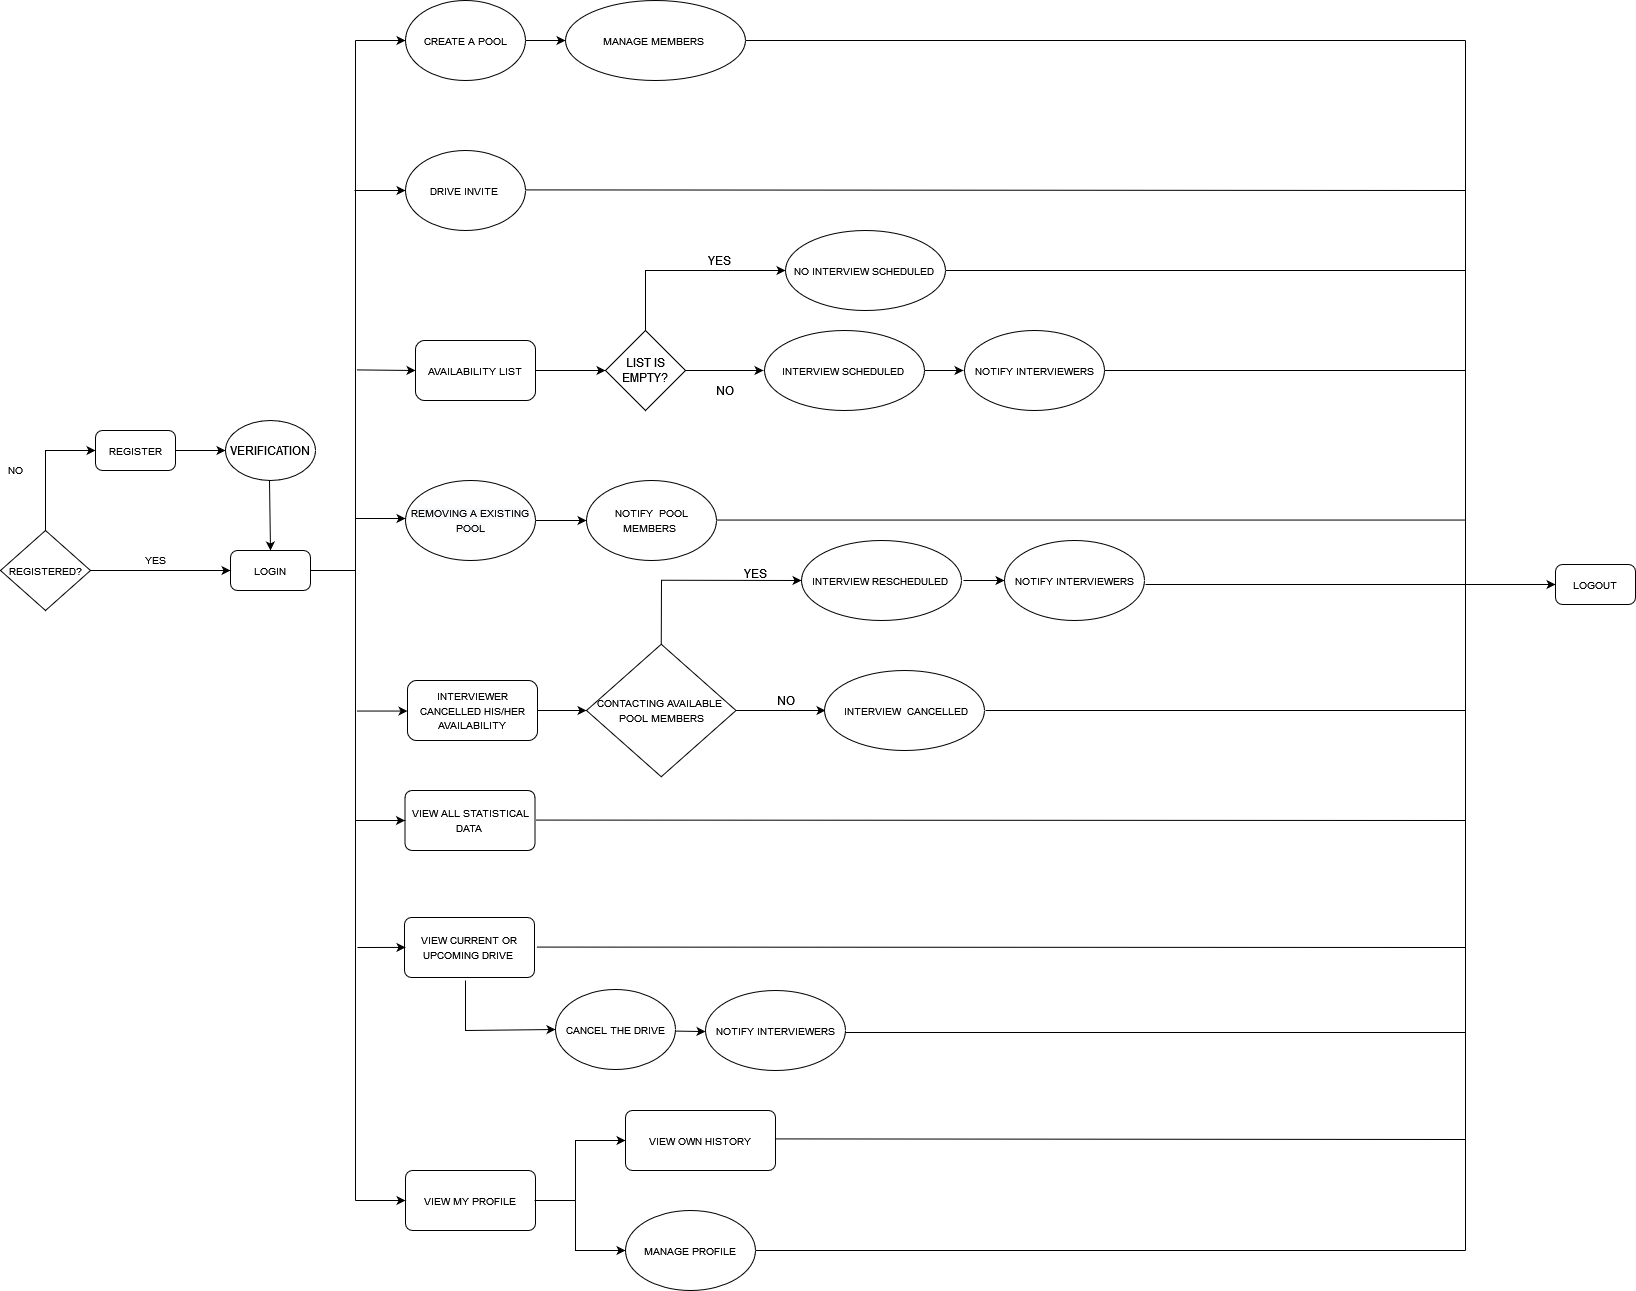 CREATE A POOL
MANAGE MEMBERS
DRIVE INVITE
YES
NO INTERVIEW SCHEDULED
AVAILABILITY LIST
LIST IS
EMPTY?
NO
INTERVIEW SCHEDULED
NOTIFY INTERVIEWERS
NO
REGISTER
VERIFICATION
REGISTERED?
YES
LOGIN
REMOVING A EXISTING
POOL
NOTIFY POOL
MEMBERS
YES
INTERVIEW RESCHEDULED
NOTIFY INTERVIEWERS
LOGOUT
INTERVIEWER
CANCELLED HIS/HER
AVAILABILITY
CONTACTING AVAILABLE
POOL MEMBERS
NO
INTERVIEW CANCELLED
VIEW ALL STATISTICAL
DATA
VIEW CURRENT OR
UPCOMING DRIVE
CANCEL THE DRIVE
NOTIFY INTERVIEWERS
VIEW OWN HISTORY
VIEW MY PROFILE
MANAGE PROFILE